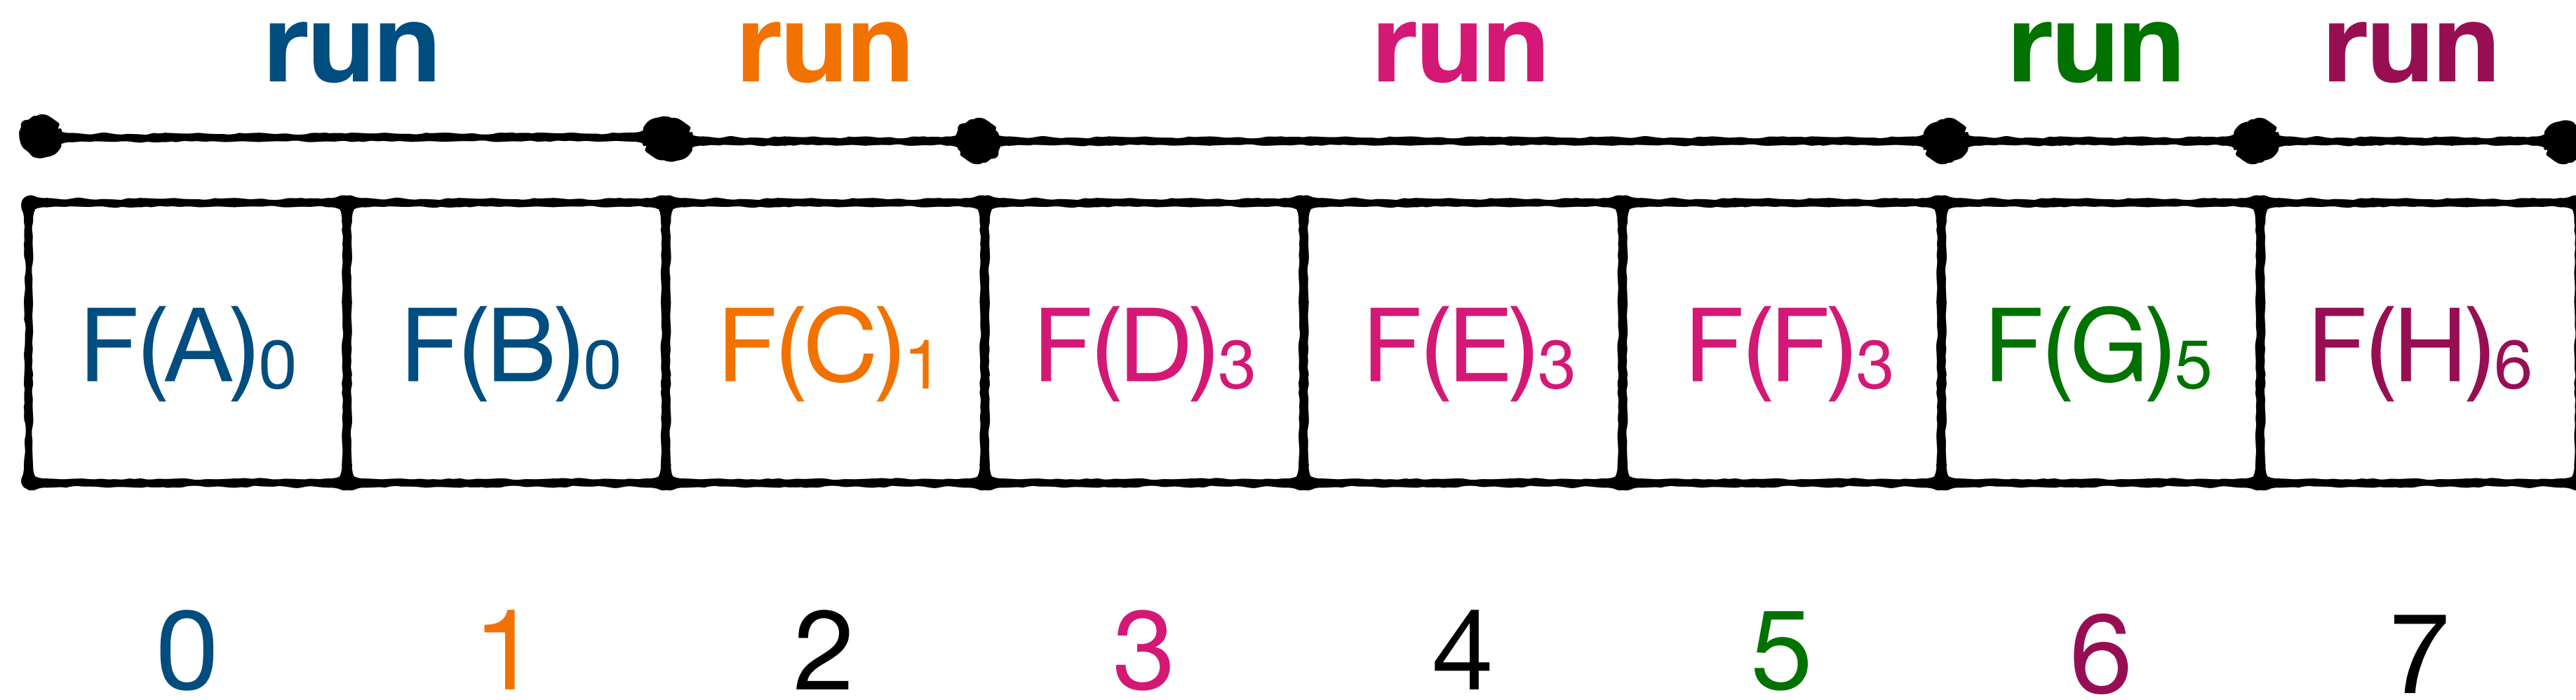 run run run run run
F(A)₀ F(B)₀ F(C)₁ F(D)₃ F(E)₃ F(F)₃ F(G)₅ F(H)₆
0 1 2 3 4 5 6 7